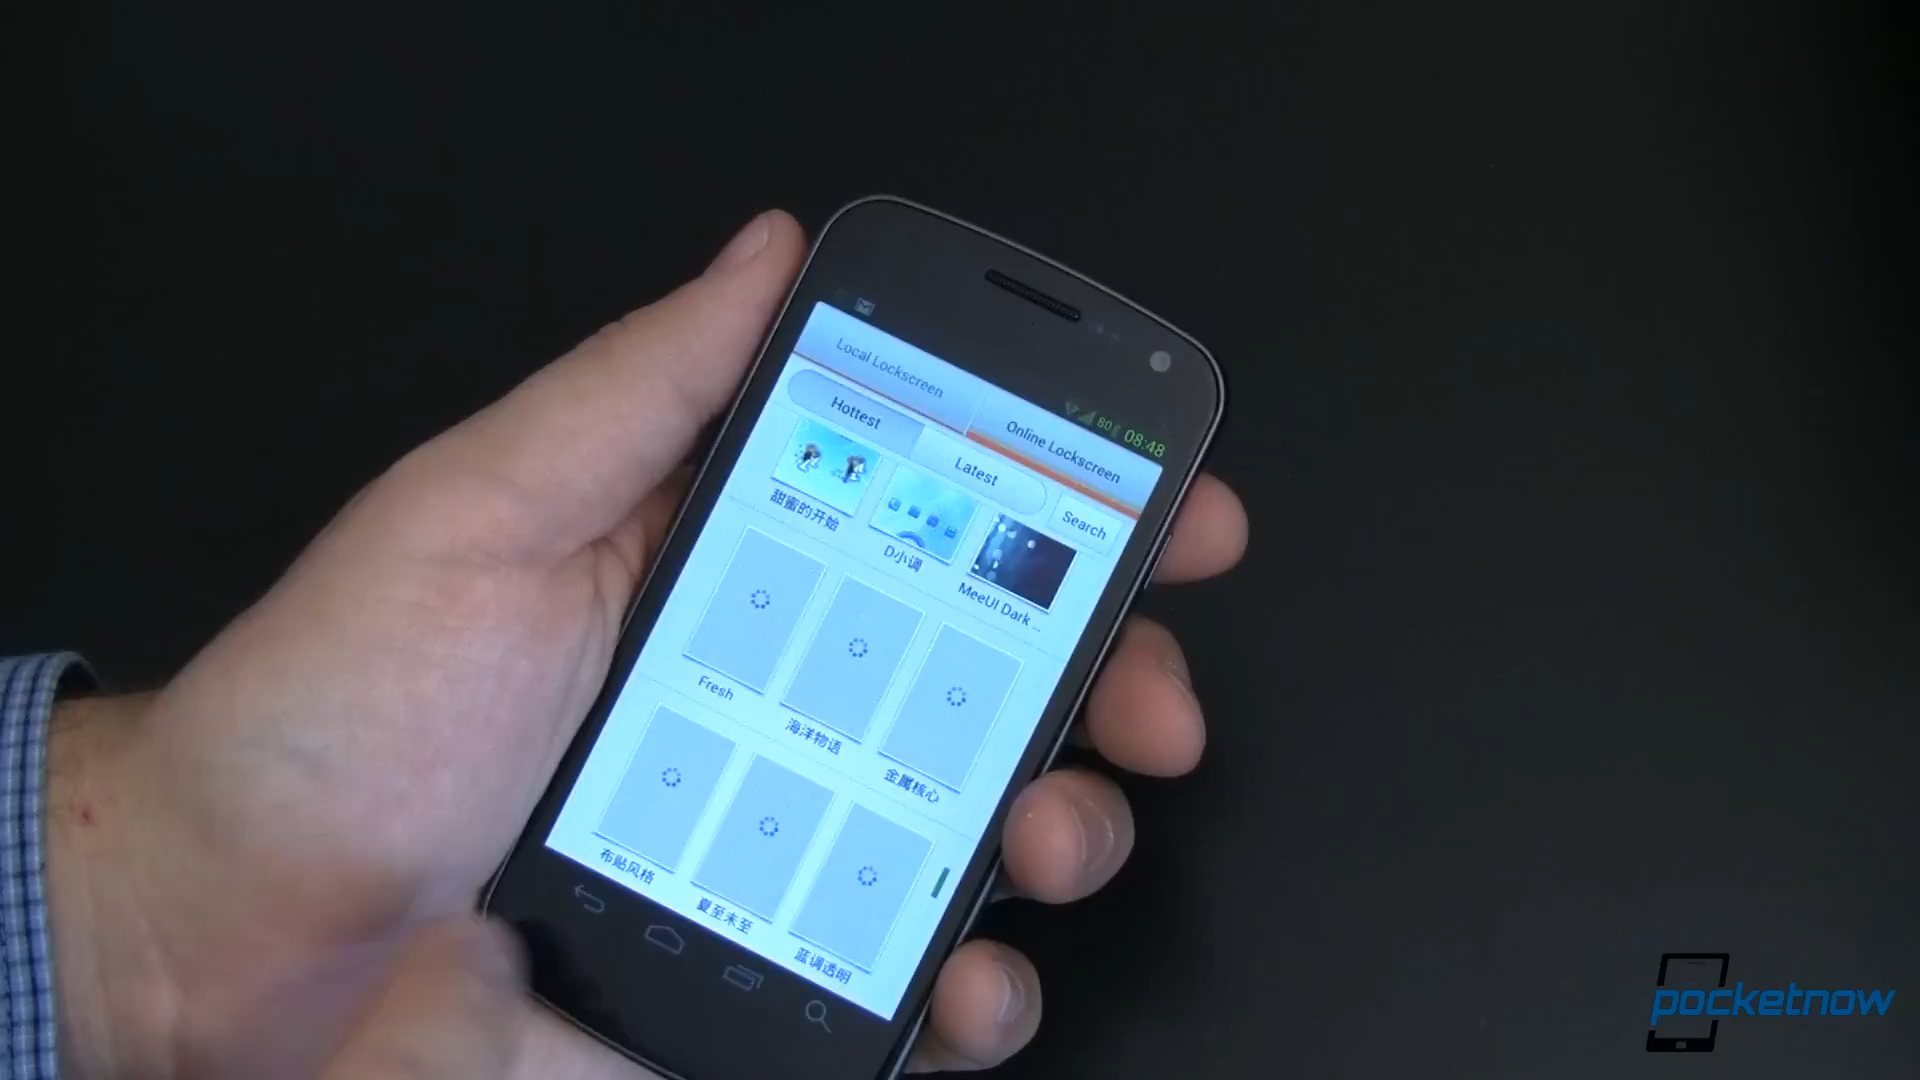 80 08:48
Local Lockscreen
Online Lockscreen
Hottest
Latest
Search
甜蜜的开始
D小调
MeeUI Dark ...
Fresh
海洋物语
金属核心
布贴风格
夏至未至
蓝调透明
pocketnow